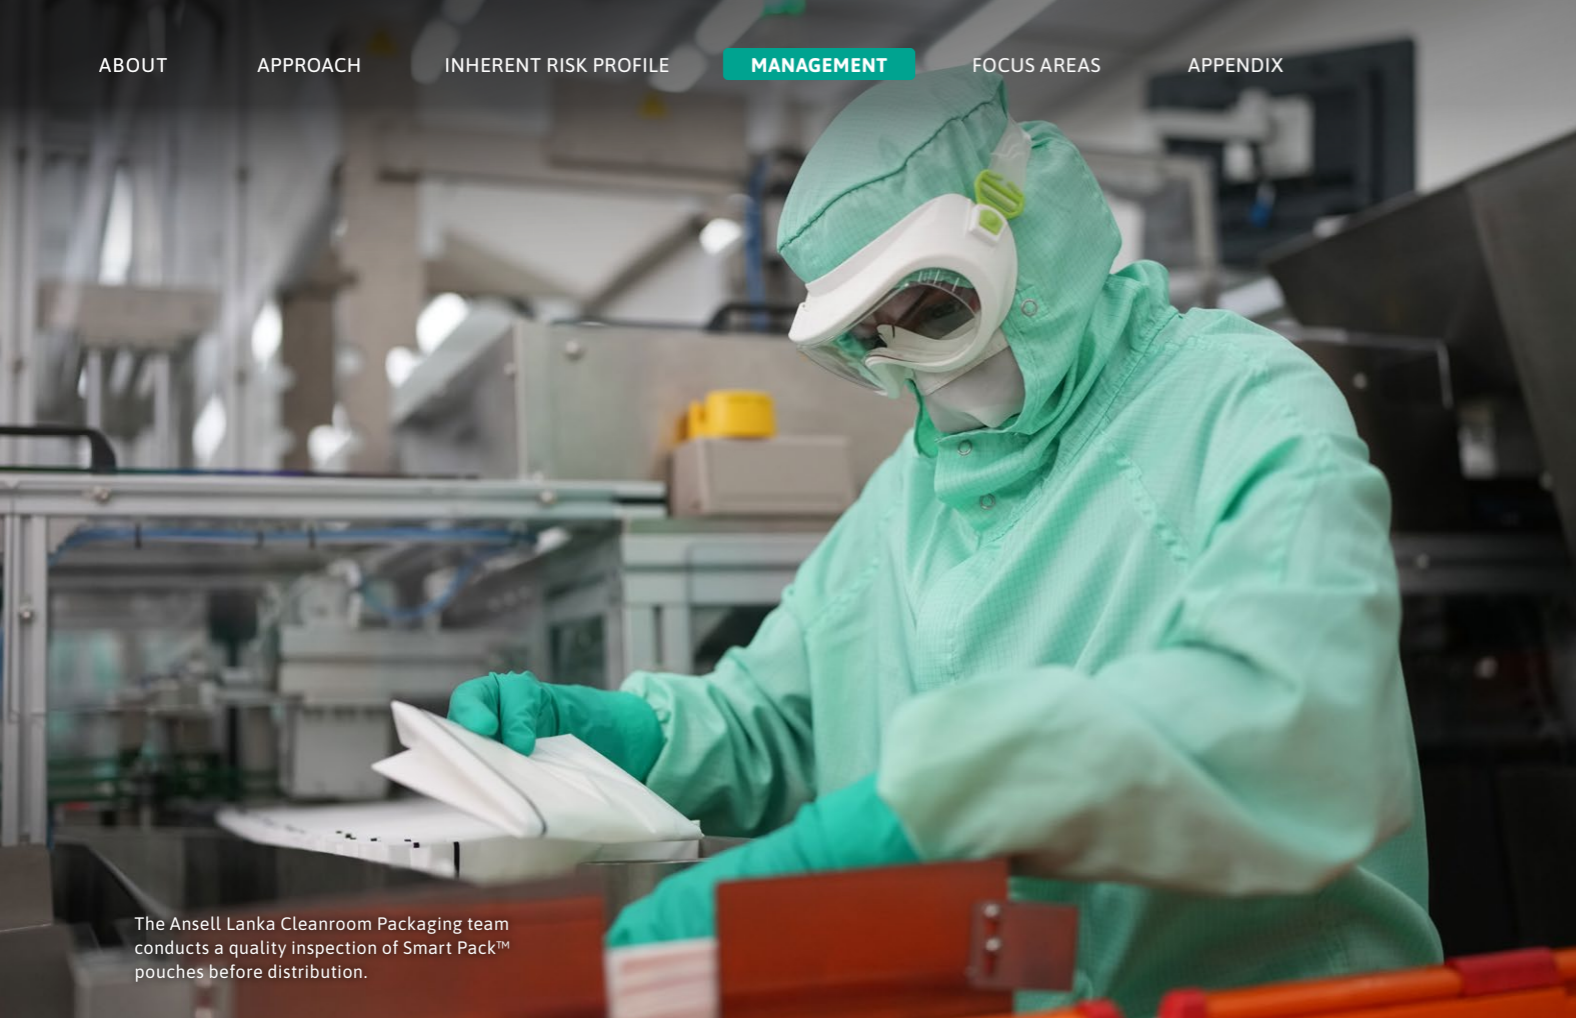 ABOUT
APPROACH
INHERENT RISK PROFILE
MANAGEMENT
FOCUS AREAS
APPENDIX
The Ansell Lanka Cleanroom Packaging team
conducts a quality inspection of Smart Pack™
pouches before distribution.